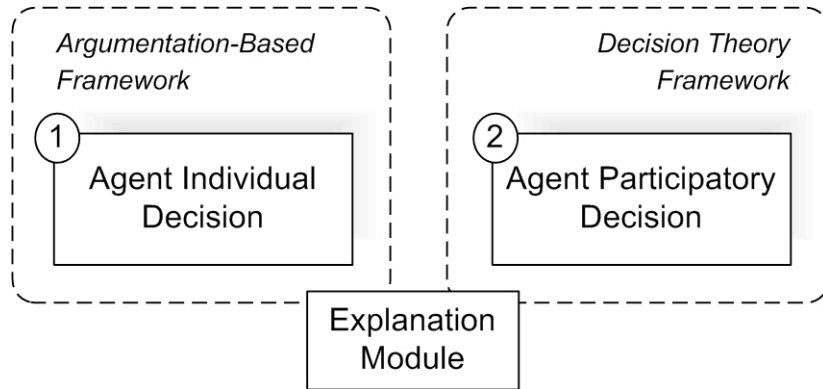 Argumentation-Based
Framework
1
Agent Individual
Decision
Decision Theory
Framework
2
Agent Participatory
Decision
Explanation
Module